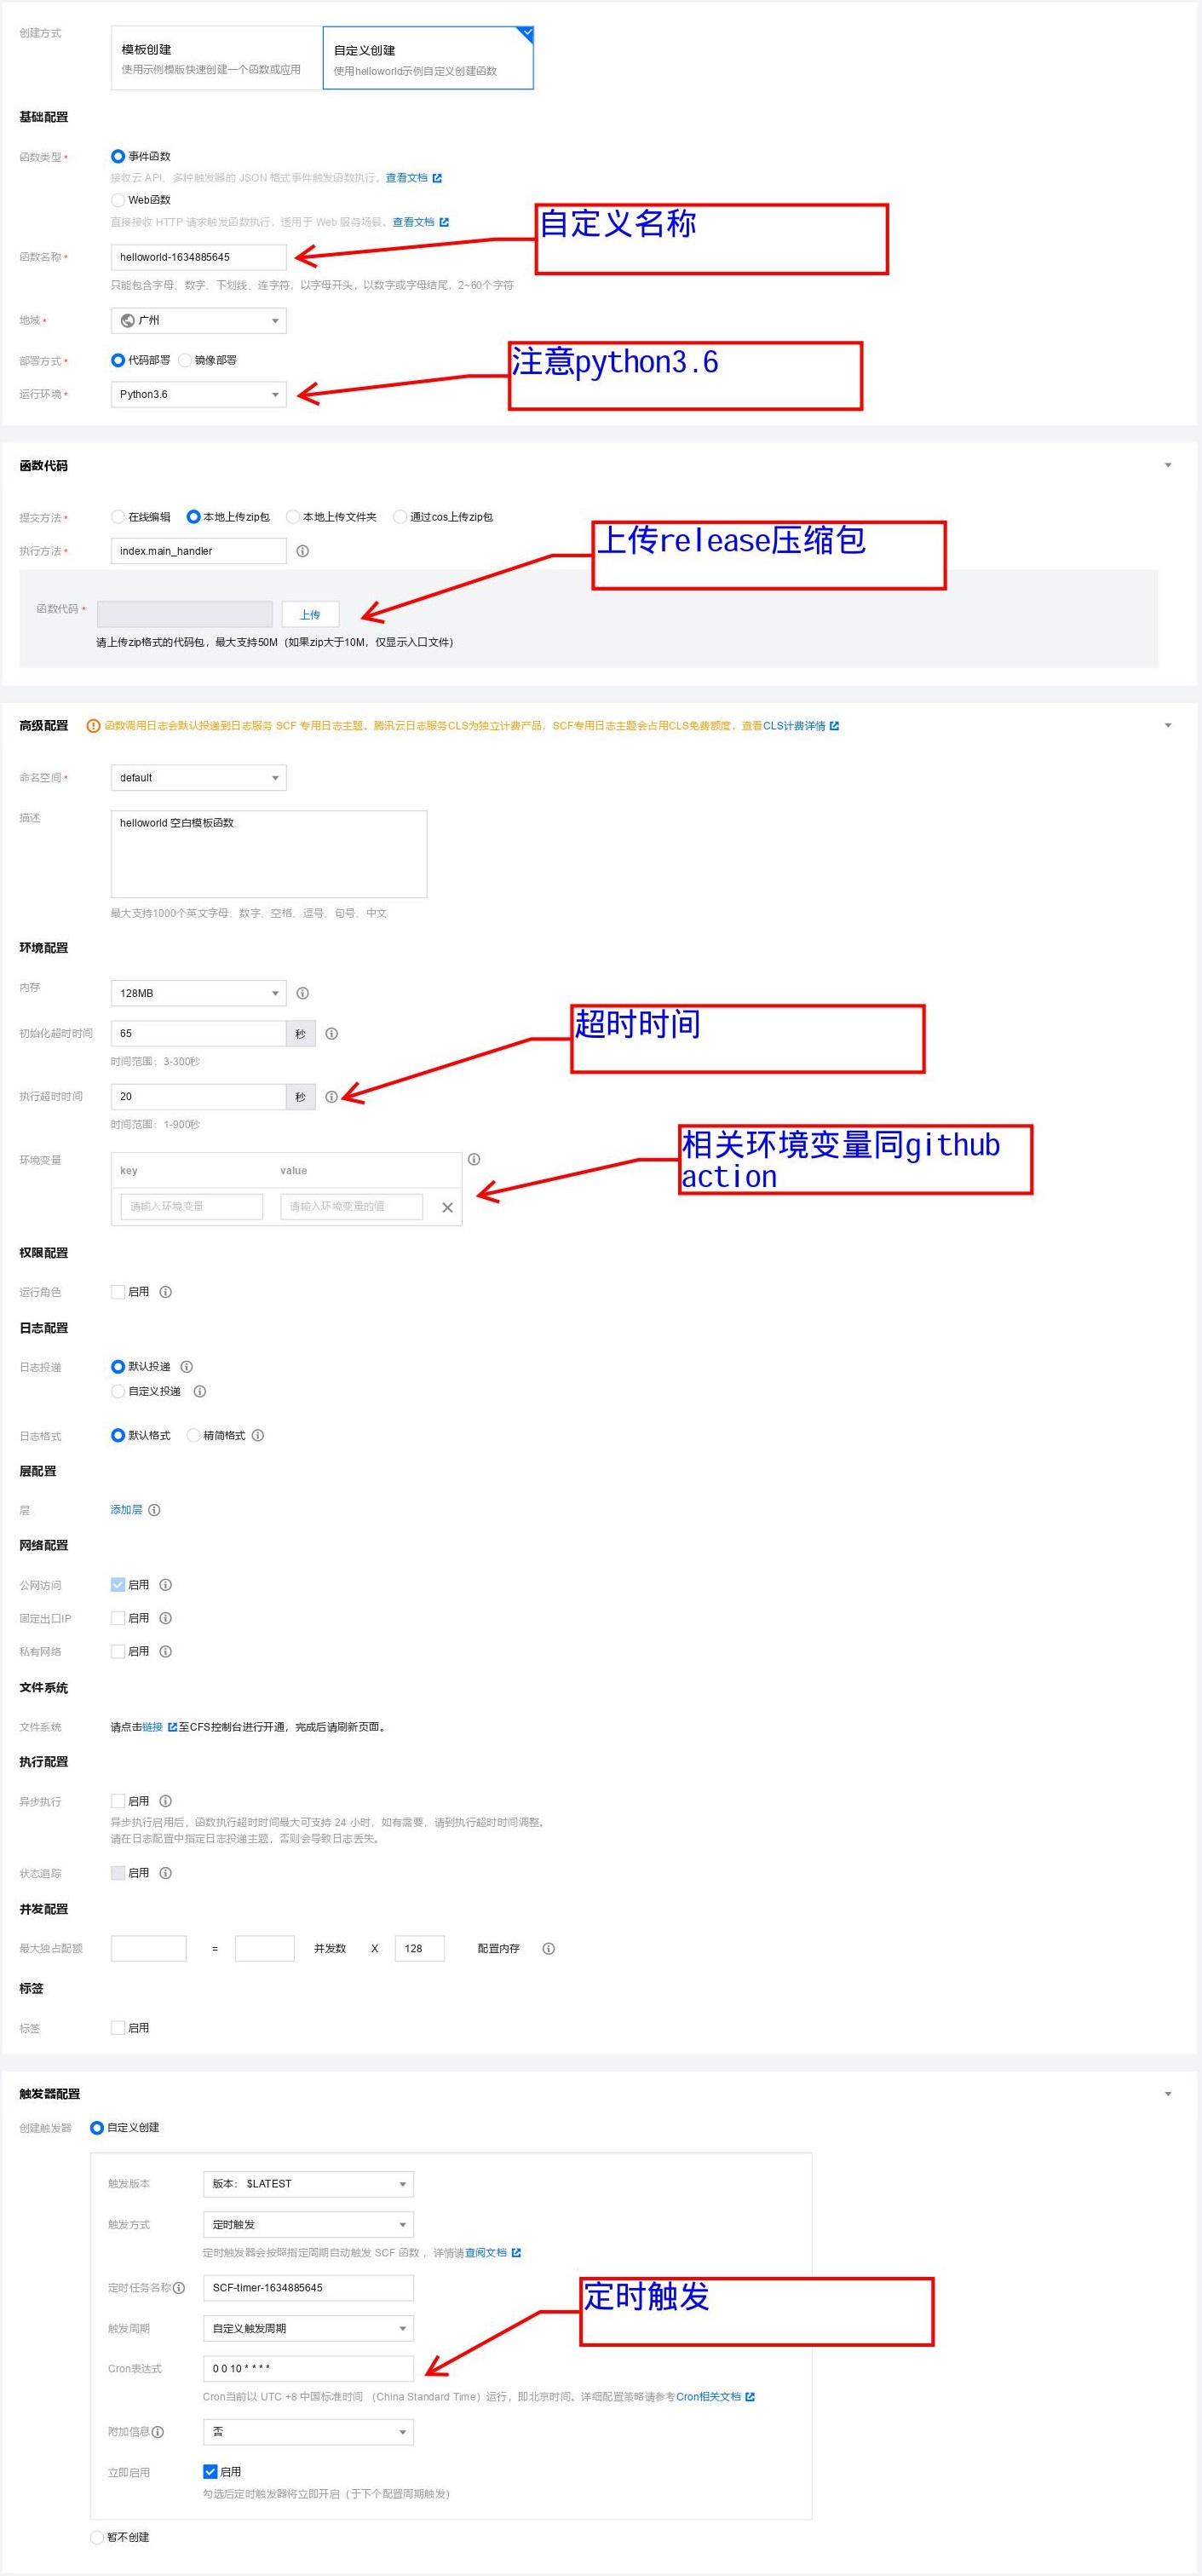 创建方式
模板创建
使用示例模版快速创建一个函数或应用
自定义创建
使用helloworld示例自定义创建函数
基础配置
函数类型 *
事件函数
接收云 API、多种触发器的 JSON 格式事件触发函数执行。查看文档
Web函数
直接接收 HTTP 请求触发函数执行，适用于 Web 服务场景。查看文档
自定义名称
函数名称 *
helloworld-1634885645
只能包含字母、数字、下划线、连字符，以字母开头，以数字或字母结尾，2~60个字符
地域 *
广州
部署方式 *
代码部署 镜像部署
注意python3.6
运行环境 *
Python3.6
函数代码
提交方法 *
在线编辑 本地上传zip包 本地上传文件夹 通过cos上传zip包
执行方法 *
index.main_handler
上传release压缩包
函数代码 *
上传
请上传zip格式的代码包，最大支持50M（如果zip大于10M，仅显示入口文件）
高级配置
函数调用日志会默认投递到日志服务 SCF 专用日志主题。腾讯云日志服务CLS为独立计费产品，SCF专用日志主题会占用CLS免费额度，查看CLS计费详情
命名空间 *
default
描述
helloworld 空白模板函数
最大支持1000个英文字母、数字、空格、逗号、句号、中文
环境配置
内存
128MB
初始化超时时间
65 秒
时间范围：3-300秒
超时时间
执行超时时间
20 秒
时间范围：1-900秒
相关环境变量同github
action
环境变量
key value
请输入环境变量 请输入环境变量的值
权限配置
运行角色
启用
日志配置
日志投递
默认投递
自定义投递
日志格式
默认格式 精简格式
层配置
层
添加层
网络配置
公网访问
启用
固定出口IP
启用
私有网络
启用
文件系统
文件系统
请点击链接至CFS控制台进行开通，完成后请刷新页面。
执行配置
异步执行
启用
异步执行启用后，函数执行超时时间最大可支持 24 小时，如有需要，请到执行超时时间调整。
请在日志配置中指定日志投递主题，否则会导致日志丢失。
状态追踪
启用
并发配置
最大独占配额
= 并发数 X 128 配置内存
标签
标签
启用
触发器配置
创建触发器
自定义创建
触发版本
版本： $LATEST
触发方式
定时触发
定时触发器会按照指定周期自动触发 SCF 函数 ，详情请查阅文档
定时任务名称
SCF-timer-1634885645
定时触发
触发周期
自定义触发周期
Cron表达式
0 0 10 * * * *
Cron当前以 UTC +8 中国标准时间 （China Standard Time）运行，即北京时间。详细配置策略请参考Cron相关文档
附加信息
否
立即启用
启用
勾选后定时触发器将立即开启（于下个配置周期触发）
暂不创建